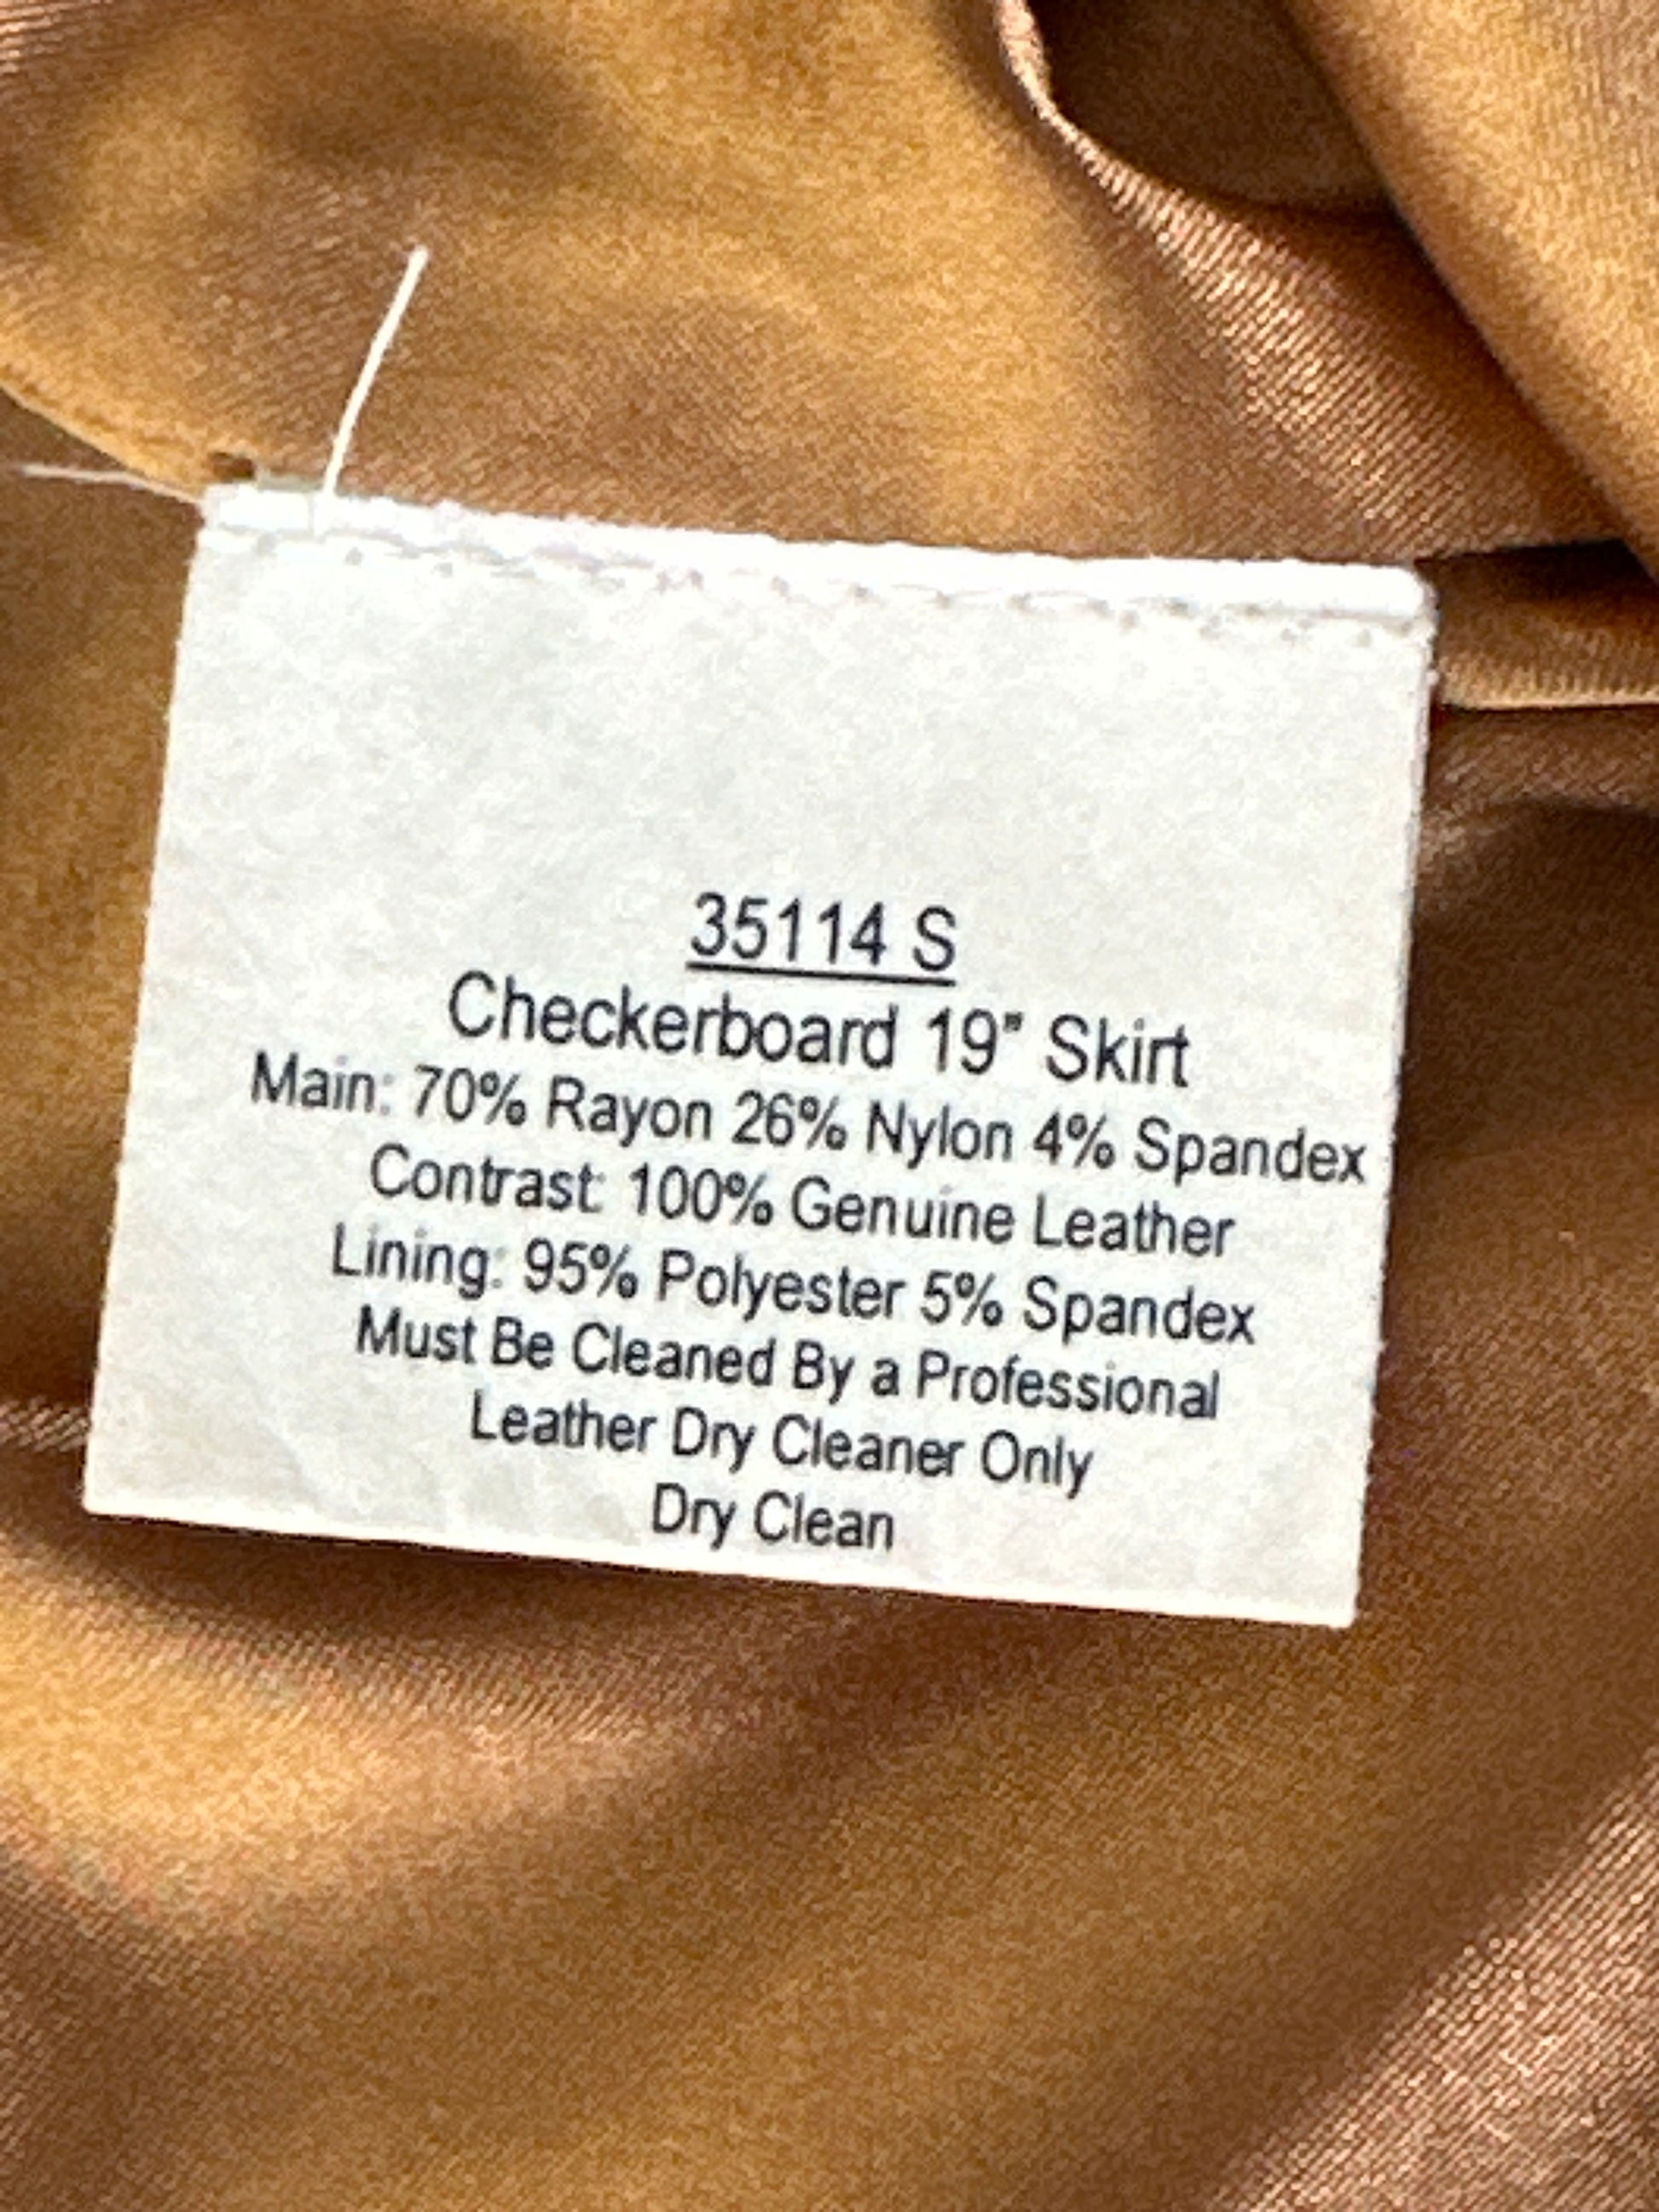 35114 S
Checkerboard 19" Skirt
Main: 70% Rayon 26% Nylon 4% Spandex
Contrast: 100% Genuine Leather
Lining: 95% Polyester 5% Spandex
Must Be Cleaned By a Professional
Leather Dry Cleaner Only
Dry Clean